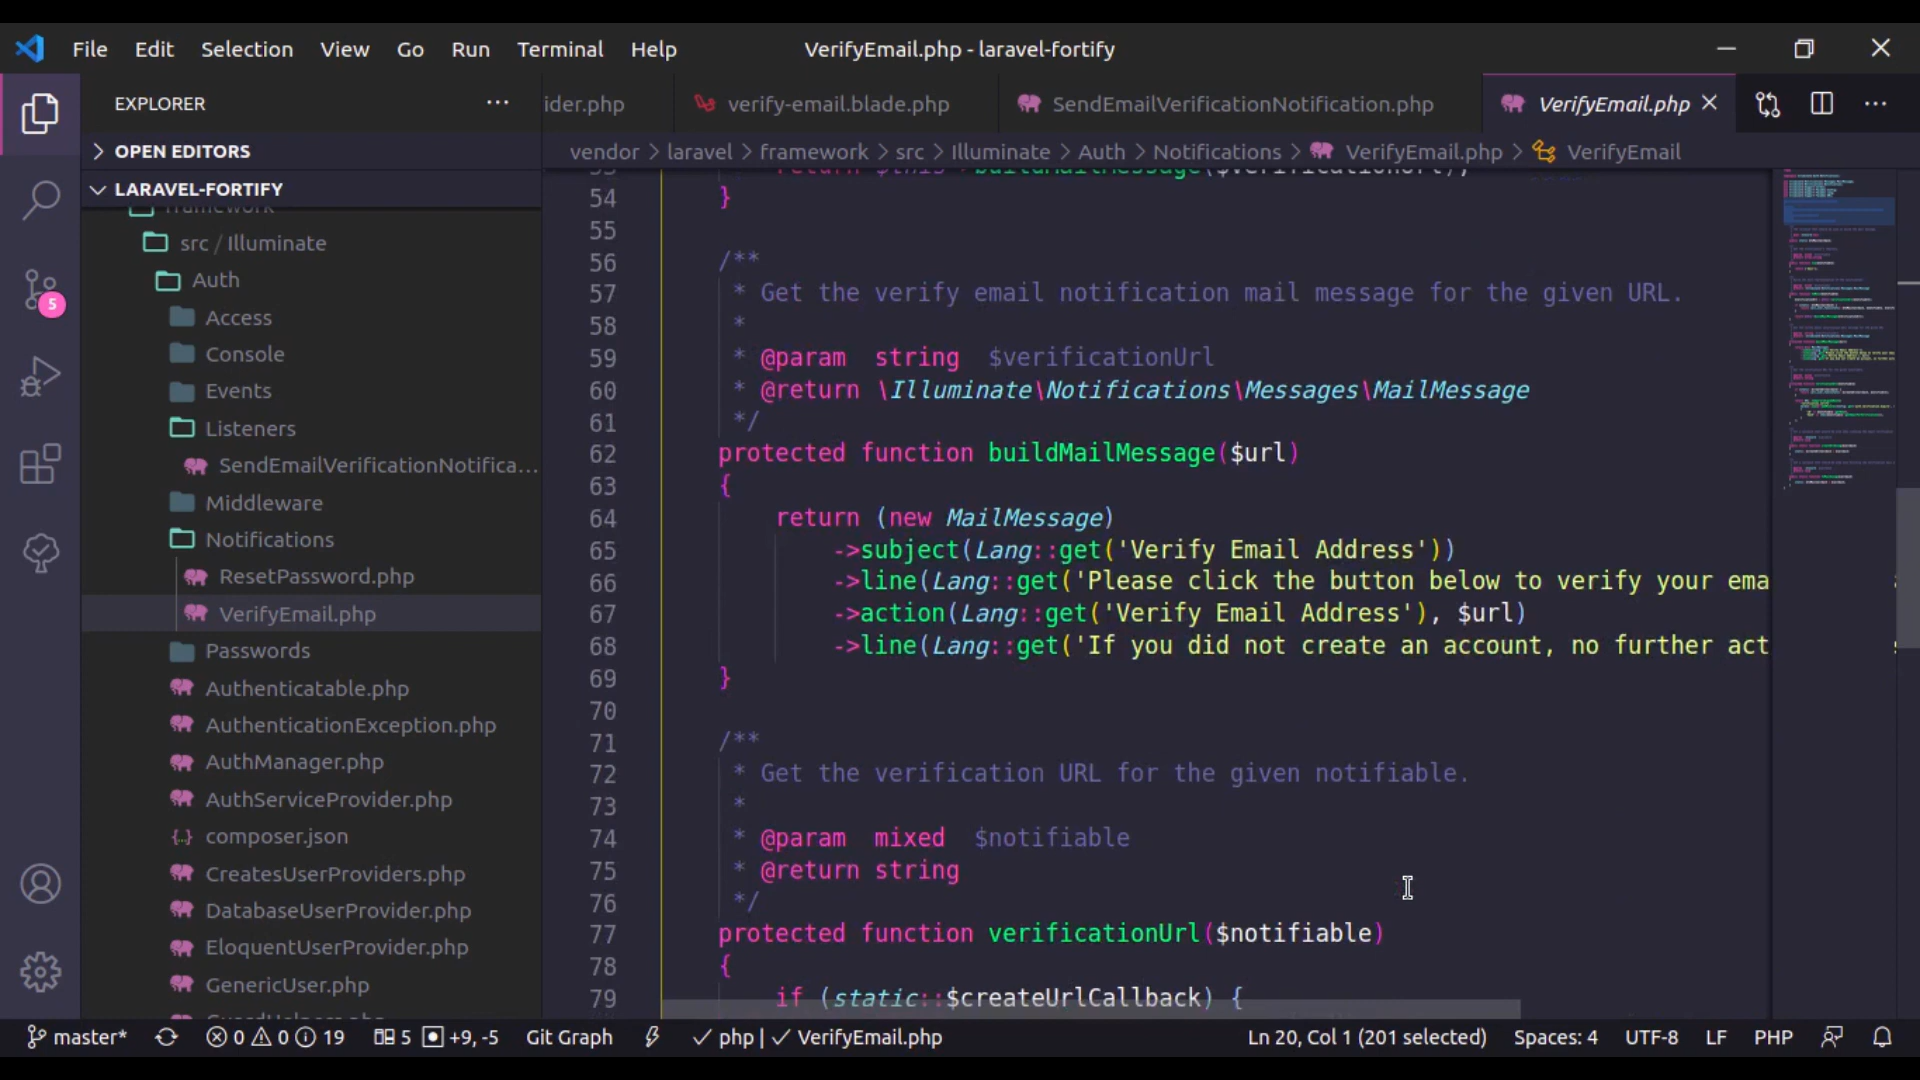 File Edit Selection View Go Run Terminal Help
VerifyEmail.php - laravel-fortify
EXPLORER
ider.php
verify-email.blade.php
SendEmailVerificationNotification.php
VerifyEmail.php
OPEN EDITORS
vendor > laravel > framework > src > Illuminate > Auth > Notifications > VerifyEmail.php > VerifyEmail
LARAVEL-FORTIFY
framework
src / Illuminate
Auth
Access
Console
Events
Listeners
SendEmailVerificationNotifica...
Middleware
Notifications
ResetPassword.php
VerifyEmail.php
Passwords
Authenticatable.php
AuthenticationException.php
AuthManager.php
AuthServiceProvider.php
composer.json
CreatesUserProviders.php
DatabaseUserProvider.php
EloquentUserProvider.php
GenericUser.php
GuardHelpers.php
5
53 return $this->buildMailMessage($verificationUrl);
54 }
55
56 /**
57 * Get the verify email notification mail message for the given URL.
58 *
59 * @param string $verificationUrl
60 * @return \Illuminate\Notifications\Messages\MailMessage
61 */
62 protected function buildMailMessage($url)
63 {
64 return (new MailMessage)
65 ->subject(Lang::get('Verify Email Address'))
66 ->line(Lang::get('Please click the button below to verify your ema
67 ->action(Lang::get('Verify Email Address'), $url)
68 ->line(Lang::get('If you did not create an account, no further act
69 }
70
71 /**
72 * Get the verification URL for the given notifiable.
73 *
74 * @param mixed $notifiable
75 * @return string
76 */
77 protected function verificationUrl($notifiable)
78 {
79 if (static::$createUrlCallback) {
master* 0 0 19 5 +9, -5 Git Graph php | VerifyEmail.php Ln 20, Col 1 (201 selected) Spaces: 4 UTF-8 LF PHP